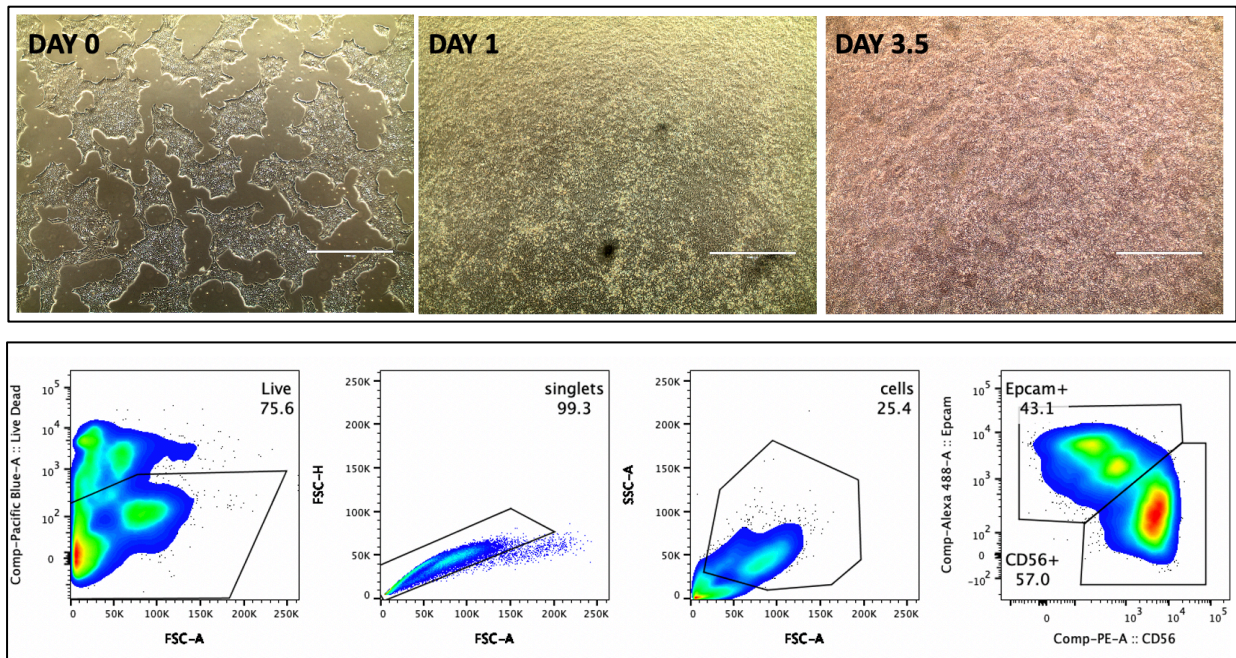 DAY 0
DAY 1
DAY 3.5
Comp-Pacific Blue-A :: Live Dead
10^5
10^4
10^3
10^2
0
Live
75.6
0 50K 100K 150K 200K 250K
FSC-A
FSC-H
250K
200K
150K
100K
50K
0
singlets
99.3
0 50K 100K 150K 200K 250K
FSC-A
SSC-A
250K
200K
150K
100K
50K
0
cells
25.4
0 50K 100K 150K 200K 250K
FSC-A
Comp-Alexa 488-A :: Epcam
10^5
10^4
10^3
10^2
0
-10^2
Epcam+
43.1
CD56+
57.0
0 10^3 10^4 10^5
Comp-PE-A :: CD56